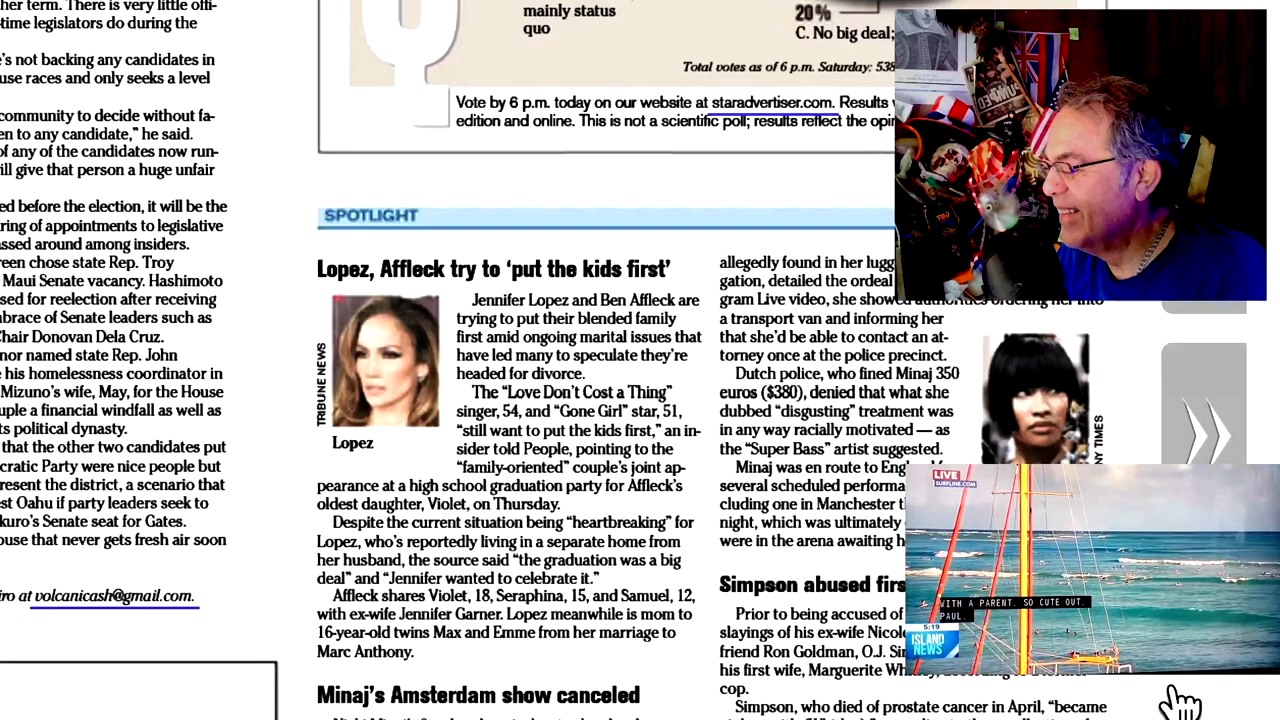 her term. There is very little offi-
-time legislators do during the
e's not backing any candidates in
use races and only seeks a level
community to decide without fa-
en to any candidate," he said.
of any of the candidates now run-
ill give that person a huge unfair
ed before the election, it will be the
ring of appointments to legislative
assed around among insiders.
reen chose state Rep. Troy
Maui Senate vacancy. Hashimoto
sed for reelection after receiving
mbrace of Senate leaders such as
Chair Donovan Dela Cruz.
nor named state Rep. John
e his homelessness coordinator in
Mizuno's wife, May, for the House
uple a financial windfall as well as
ts political dynasty.
that the other two candidates put
cratic Party were nice people but
resent the district, a scenario that
est Oahu if party leaders seek to
kuro's Senate seat for Gates.
ouse that never gets fresh air soon
iro at volcanicash@gmail.com.
mainly status
quo
20%
C. No big deal;
Total votes as of 6 p.m. Saturday: 538
Vote by 6 p.m. today on our website at staradvertiser.com. Results
edition and online. This is not a scientific poll; results reflect the
SPOTLIGHT
Lopez, Affleck try to 'put the kids first'
TRIBUNE NEWS
Lopez
Jennifer Lopez and Ben Affleck are
trying to put their blended family
first amid ongoing marital issues that
have led many to speculate they're
headed for divorce.
The "Love Don't Cost a Thing"
singer, 54, and "Gone Girl" star, 51,
"still want to put the kids first," an in-
sider told People, pointing to the
"family-oriented" couple's joint ap-
pearance at a high school graduation party for Affleck's
oldest daughter, Violet, on Thursday.
Despite the current situation being "heartbreaking" for
Lopez, who's reportedly living in a separate home from
her husband, the source said "the graduation was a big
deal" and "Jennifer wanted to celebrate it."
Affleck shares Violet, 18, Seraphina, 15, and Samuel, 12,
with ex-wife Jennifer Garner. Lopez meanwhile is mom to
16-year-old twins Max and Emme from her marriage to
Marc Anthony.
Minaj's Amsterdam show canceled
allegedly found in her lugg
gation, detailed the ordeal
gram Live video, she showed authorities ordering her into
a transport van and informing her
that she'd be able to contact an at-
torney once at the police precinct.
Dutch police, who fined Minaj 350
euros ($380), denied that what she
dubbed "disgusting" treatment was
in any way racially motivated — as
the "Super Bass" artist suggested.
Minaj was en route to
several scheduled performa
cluding one in Manchester
night, which was ultimately
were in the arena awaiting
NY TIMES
Simpson abused firs
Prior to being accused of
slayings of his ex-wife Nicole
friend Ron Goldman, O.J. Sim
his first wife, Marguerite
cop.
Simpson, who died of prostate cancer in April, "became
PUMPED
LIVE
SURFLINE.COM
WITH A PARENT. SO CUTE OUT.
PAUL.
5:19
ISLAND
NEWS